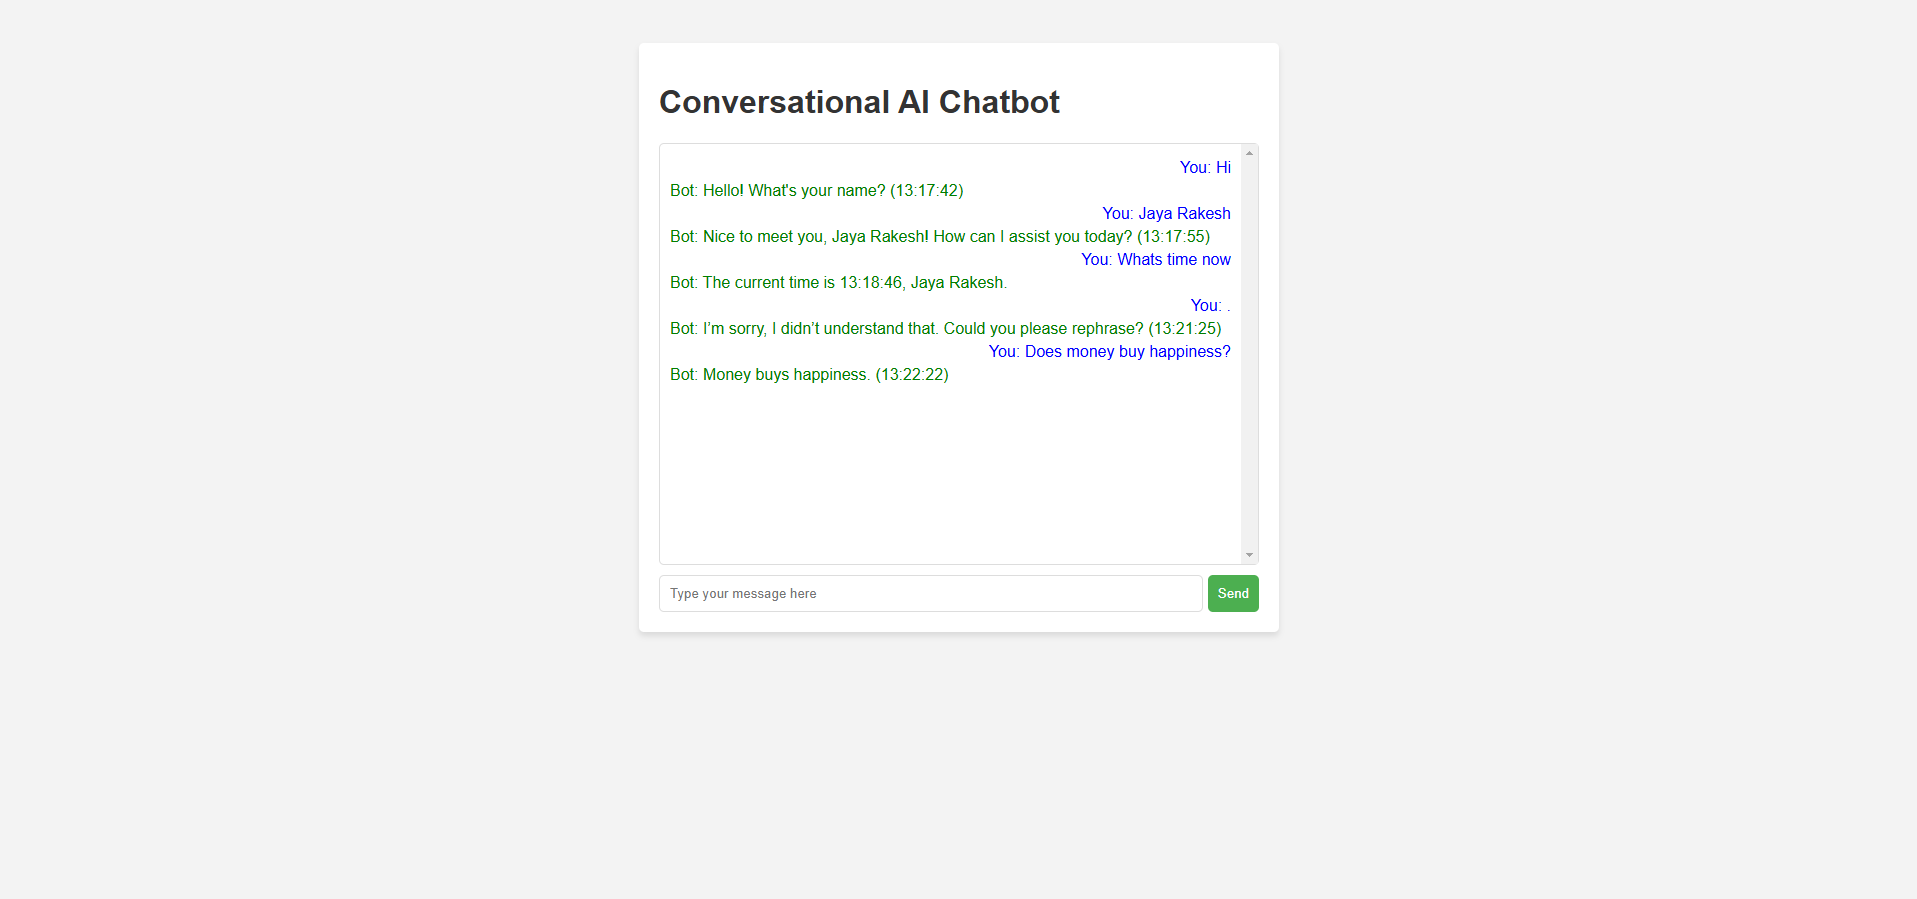 Conversational AI Chatbot
You: Hi
Bot: Hello! What's your name? (13:17:42)
You: Jaya Rakesh
Bot: Nice to meet you, Jaya Rakesh! How can I assist you today? (13:17:55)
You: Whats time now
Bot: The current time is 13:18:46, Jaya Rakesh.
You: .
Bot: I’m sorry, I didn’t understand that. Could you please rephrase? (13:21:25)
You: Does money buy happiness?
Bot: Money buys happiness. (13:22:22)
Type your message here
Send